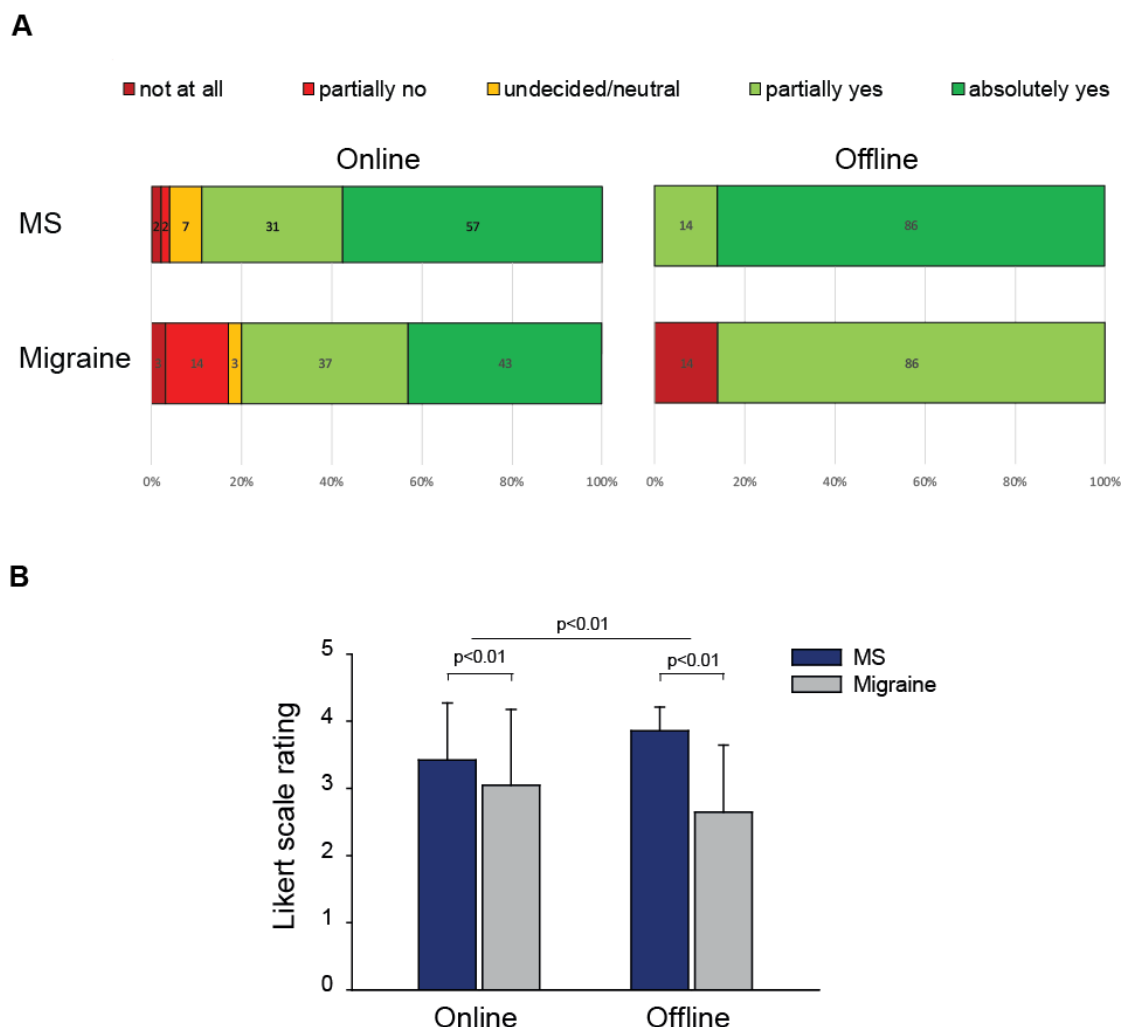 A
not at all partially no undecided/neutral partially yes absolutely yes
Online Offline
MS 2 2 7 31 57 14 86
Migraine 3 14 3 37 43 14 86
0% 20% 40% 60% 80% 100% 0% 20% 40% 60% 80% 100%
B
p<0.01
5 p<0.01 p<0.01 MS
Migraine
4
3
2
1
0
Likert scale rating
Online Offline